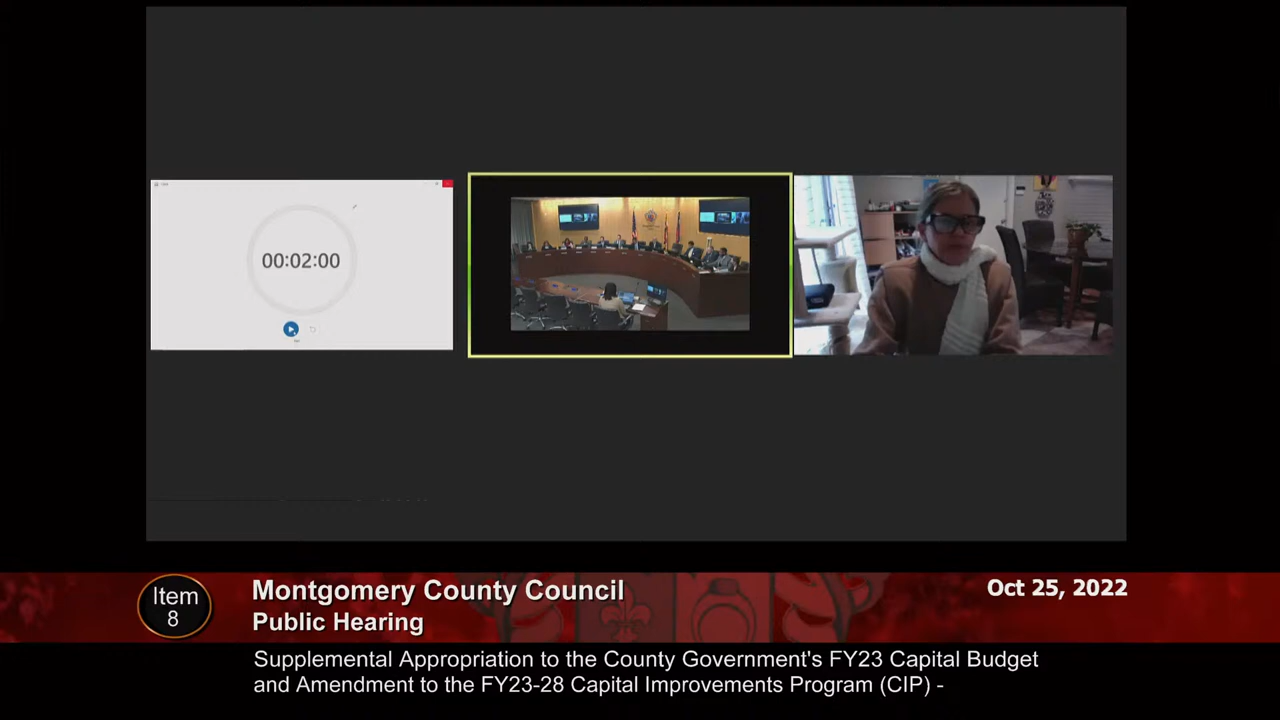 00:02:00
Item
8
Montgomery County Council
Public Hearing
Oct 25, 2022
Supplemental Appropriation to the County Government's FY23 Capital Budget
and Amendment to the FY23-28 Capital Improvements Program (CIP) -